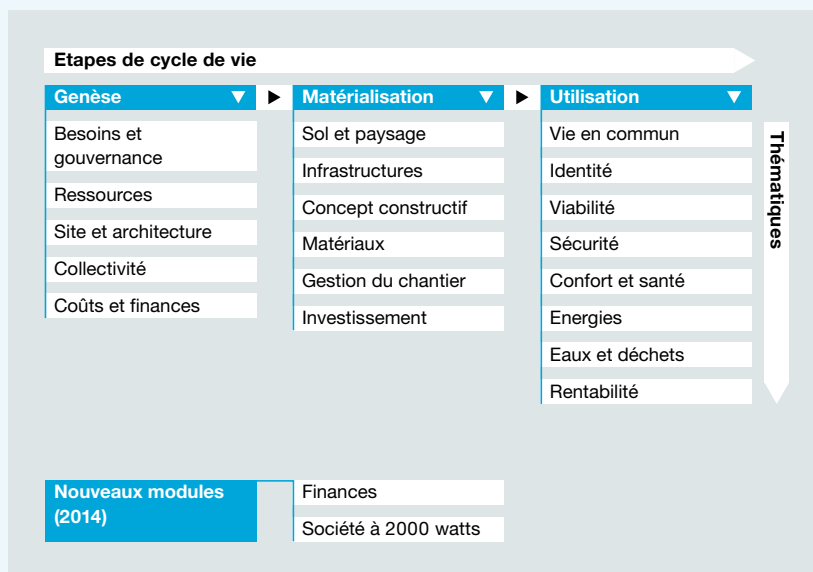 Etapes de cycle de vie
Genèse
Besoins et
gouvernance
Ressources
Site et architecture
Collectivité
Coûts et finances
Matérialisation
Sol et paysage
Infrastructures
Concept constructif
Matériaux
Gestion du chantier
Investissement
Utilisation
Vie en commun
Identité
Viabilité
Sécurité
Confort et santé
Energies
Eaux et déchets
Rentabilité
Thématiques
Nouveaux modules
(2014)
Finances
Société à 2000 watts